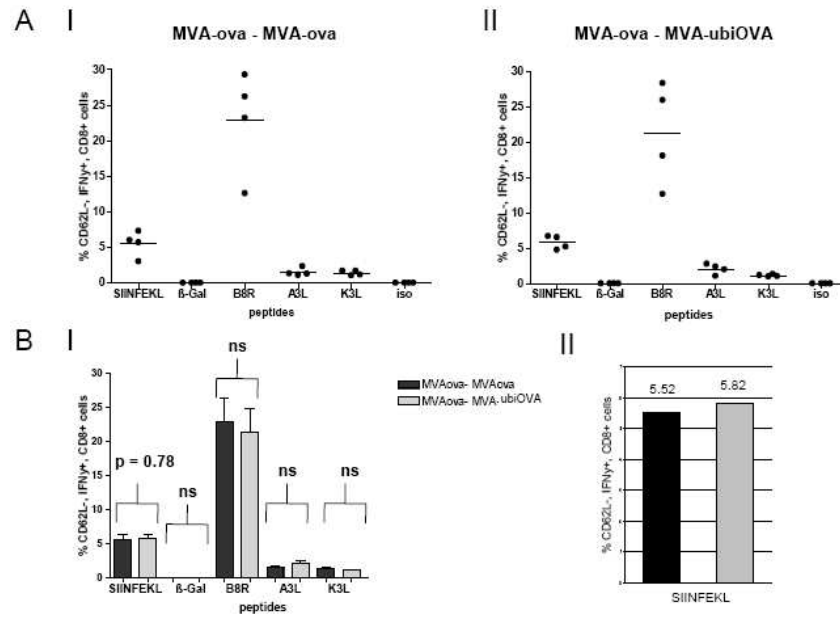 A I II
MVA-ova - MVA-ova
MVA-ova - MVA-ubiOVA
% CD62L-, IFNγ+, CD8+ cells
30
25
20
15
10
5
0
SIINFEKL ß-Gal B8R A3L K3L iso
peptides
% CD62L-, IFNγ+, CD8+ cells
30
25
20
15
10
5
0
SIINFEKL ß-Gal B8R A3L K3L iso
peptides
B I II
% CD62L-, IFNγ+, CD8+ cells
30
25
20
15
10
5
0
p = 0.78
ns
ns
ns
ns
SIINFEKL ß-Gal B8R A3L K3L
peptides
MVAova- MVAova
MVAova- MVA-ubiOVA
% CD62L-, IFNγ+, CD8+ cells
5.52
5.82
SIINFEKL